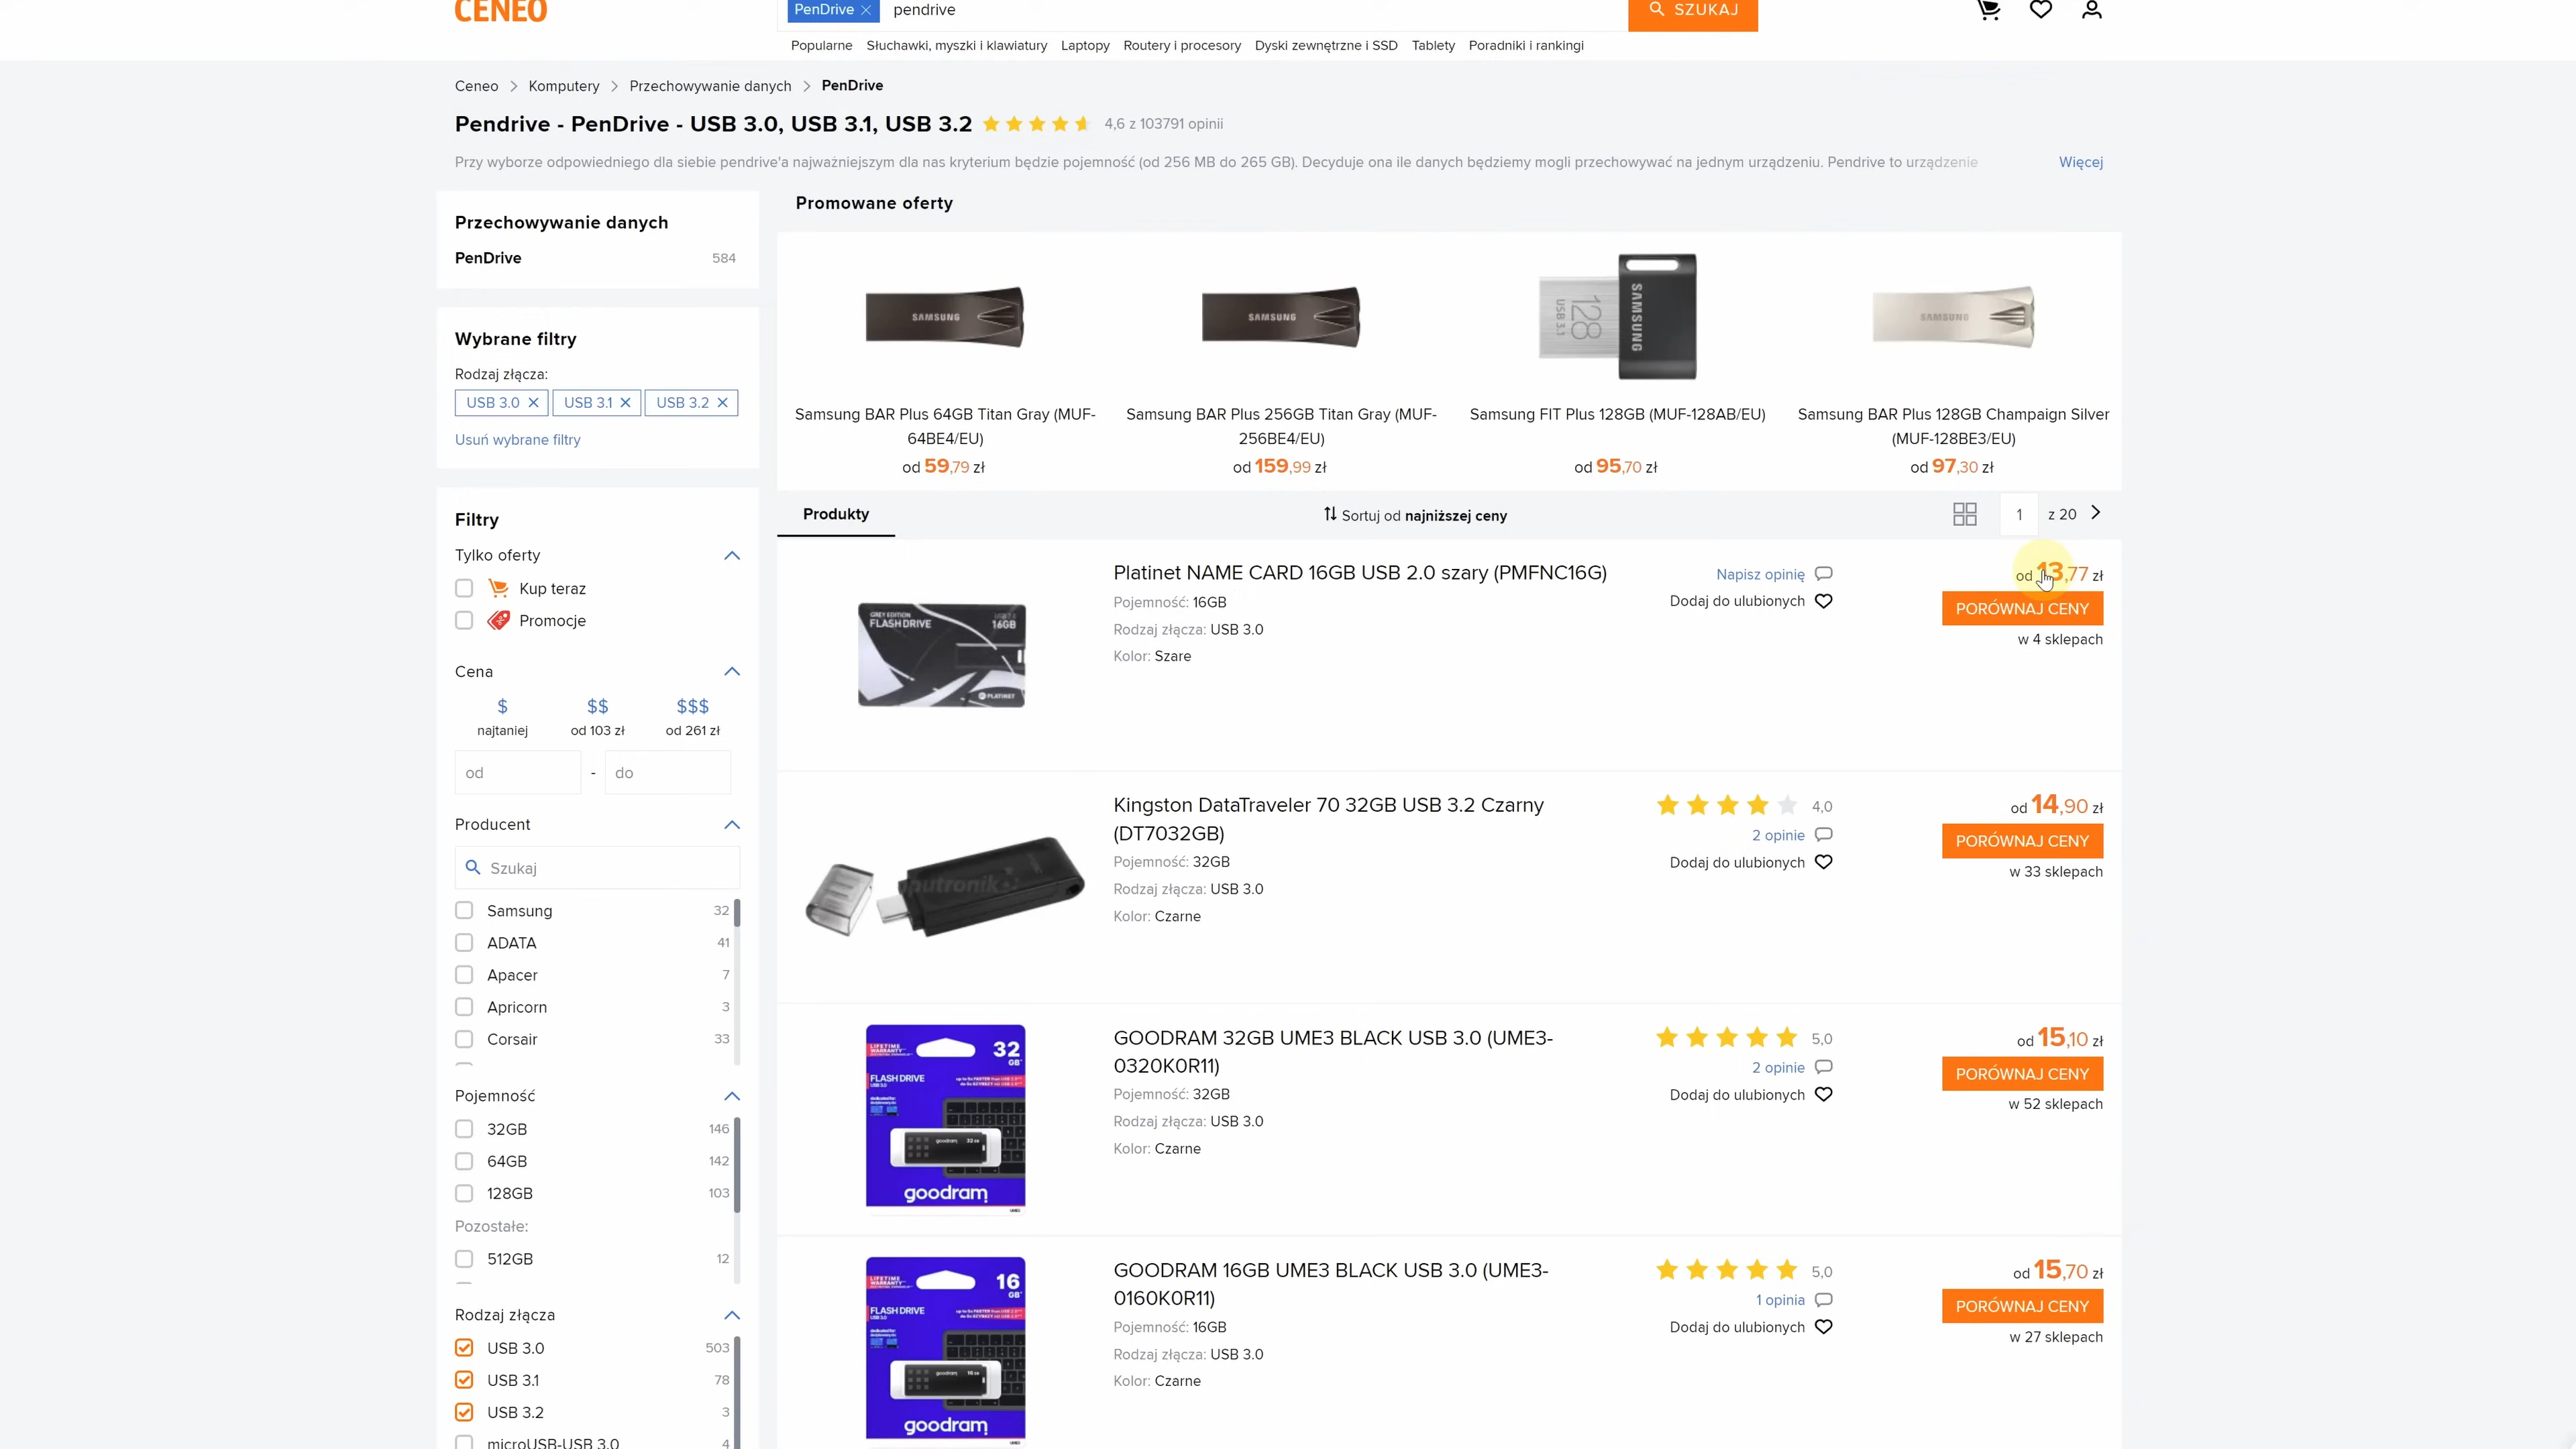 CENEO
PenDrive
pendrive
SZUKAJ
Popularne Słuchawki, myszki i klawiatury Laptopy Routery i procesory Dyski zewnętrzne i SSD Tablety Poradniki i rankingi
Ceneo Komputery Przechowywanie danych PenDrive
Pendrive - PenDrive - USB 3.0, USB 3.1, USB 3.2 4,6 z 103791 opinii
Przy wyborze odpowiedniego dla siebie pendrive'a najważniejszym dla nas kryterium będzie pojemność (od 256 MB do 265 GB). Decyduje ona ile danych będziemy mogli przechowywać na jednym urządzeniu. Pendrive to urządzenie Więcej
Przechowywanie danych
PenDrive 584
Wybrane filtry
Rodzaj złącza:
USB 3.0 USB 3.1 USB 3.2
Usuń wybrane filtry
Filtry
Tylko oferty
Kup teraz
Promocje
Cena
$ $$ $$$
najtaniej od 103 zł od 261 zł
od - do
Producent
Szukaj
Samsung 32
ADATA 41
Apacer 7
Apricorn 3
Corsair 33
Pojemność
32GB 146
64GB 142
128GB 103
Pozostałe:
512GB 12
Rodzaj złącza
USB 3.0 503
USB 3.1 78
USB 3.2 3
microUSB-USB 3.0 4
Promowane oferty
SAMSUNG
Samsung BAR Plus 64GB Titan Gray (MUF-
64BE4/EU)
od 59,79 zł
SAMSUNG
Samsung BAR Plus 256GB Titan Gray (MUF-
256BE4/EU)
od 159,99 zł
128
USB 3.1
SAMSUNG
Samsung FIT Plus 128GB (MUF-128AB/EU)
od 95,70 zł
SAMSUNG
Samsung BAR Plus 128GB Champaign Silver
(MUF-128BE3/EU)
od 97,30 zł
Produkty
Sortuj od najniższej ceny
1 z 20
GREY EDITION
FLASH DRIVE
16GB
PLATINET
Platinet NAME CARD 16GB USB 2.0 szary (PMFNC16G)
Pojemność: 16GB
Rodzaj złącza: USB 3.0
Kolor: Szare
Napisz opinię
Dodaj do ulubionych
od 13,77 zł
PORÓWNAJ CENY
w 4 sklepach
Kingston DataTraveler 70 32GB USB 3.2 Czarny
(DT7032GB)
Pojemność: 32GB
Rodzaj złącza: USB 3.0
Kolor: Czarne
4,0
2 opinie
Dodaj do ulubionych
od 14,90 zł
PORÓWNAJ CENY
w 33 sklepach
LIFETIME
WARRANTY
32
GB
FLASH DRIVE
USB 3.0
goodram
GOODRAM 32GB UME3 BLACK USB 3.0 (UME3-
0320K0R11)
Pojemność: 32GB
Rodzaj złącza: USB 3.0
Kolor: Czarne
5,0
2 opinie
Dodaj do ulubionych
od 15,10 zł
PORÓWNAJ CENY
w 52 sklepach
LIFETIME
WARRANTY
16
GB
FLASH DRIVE
USB 3.0
goodram
GOODRAM 16GB UME3 BLACK USB 3.0 (UME3-
0160K0R11)
Pojemność: 16GB
Rodzaj złącza: USB 3.0
Kolor: Czarne
5,0
1 opinia
Dodaj do ulubionych
od 15,70 zł
PORÓWNAJ CENY
w 27 sklepach